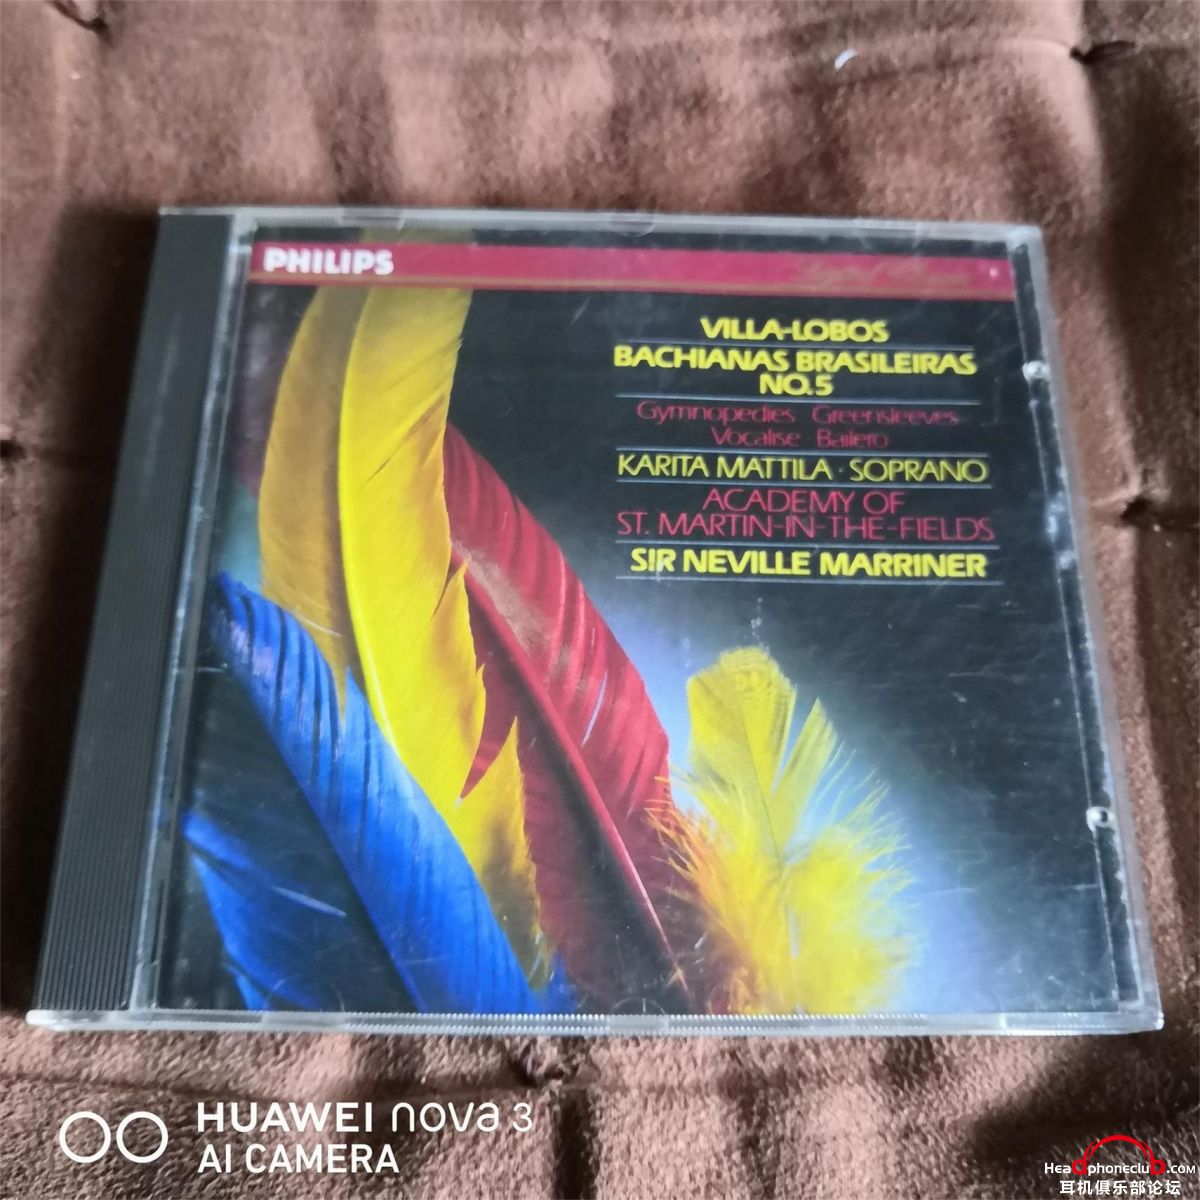 PHILIPS
Digital Classics
VILLA-LOBOS
BACHIANAS BRASILEIRAS
NO.5
Gymnopedies · Greensleeves
Vocalise · Bailero
KARITA MATTILA · SOPRANO
ACADEMY OF
ST. MARTIN-IN-THE-FIELDS
SIR NEVILLE MARRINER
HUAWEI nova 3
AI CAMERA
Headphoneclub.com
耳机俱乐部论坛